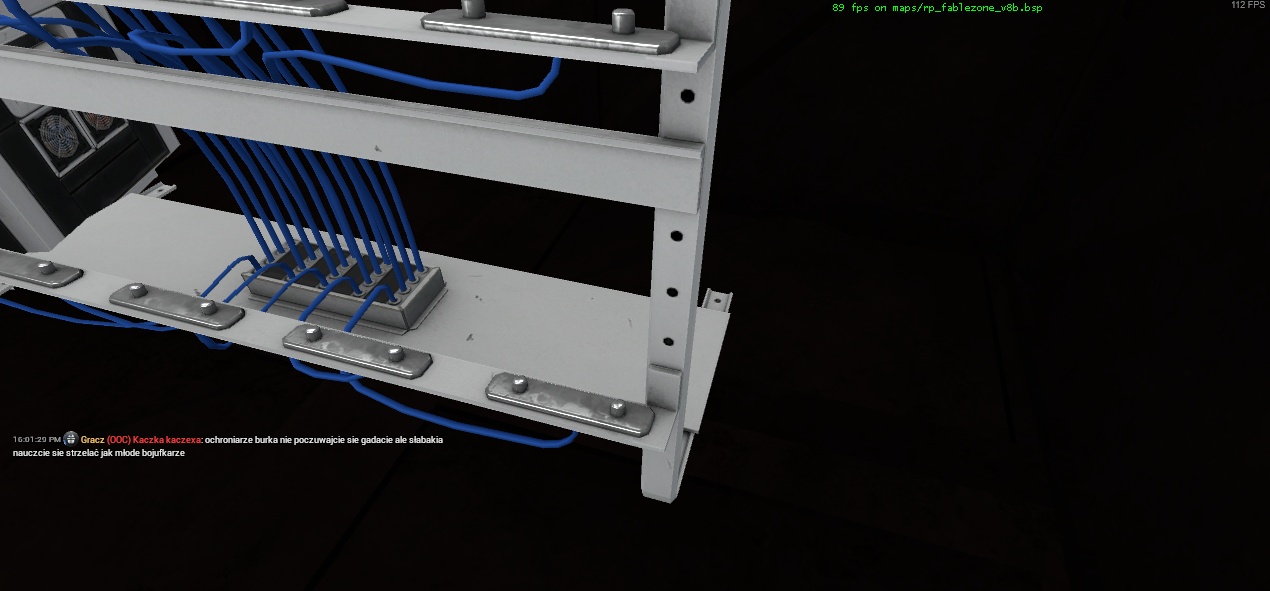 89 fps on maps/rp_fablezone_v8b.bsp
112 FPS
16:01:29 PM Gracz (OOC) Kaczka kaczexa: ochroniarze burka nie poczuwajcie sie gadacie ale słabakia
nauczcie sie strzelać jak młode bojufkarze